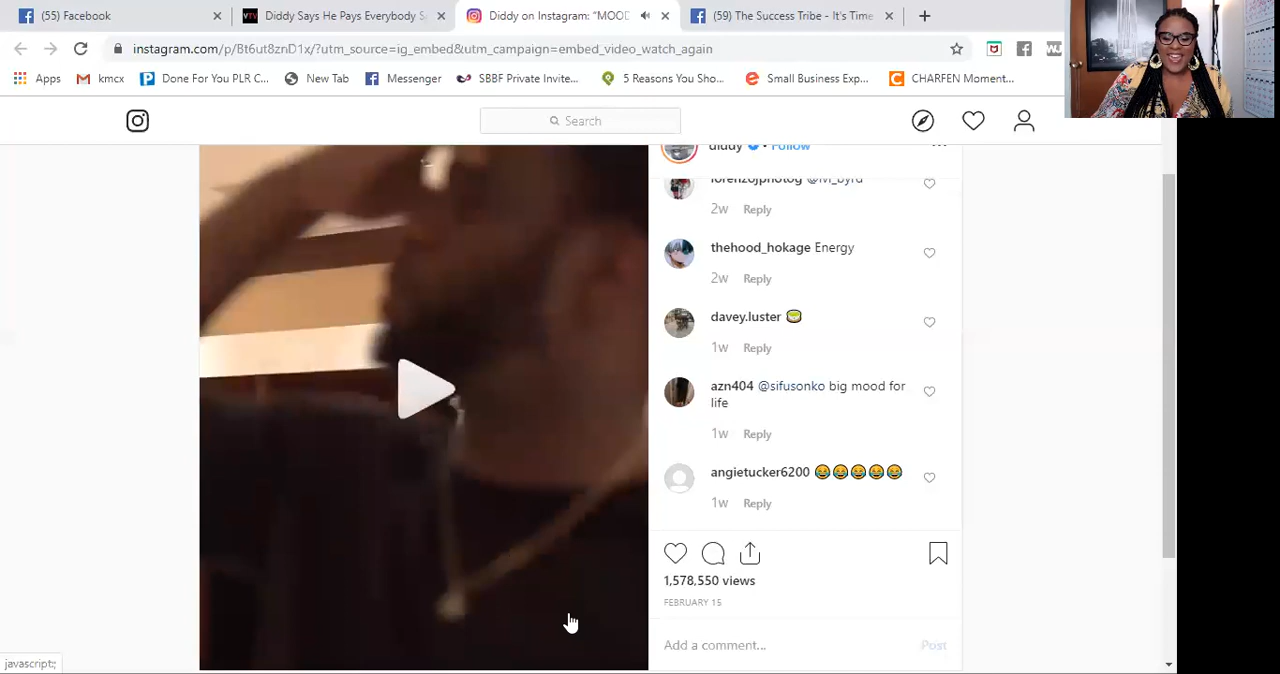 (55) Facebook
Diddy Says He Pays Everybody S
Diddy on Instagram: “MOOD
(59) The Success Tribe - It's Time
instagram.com/p/Bt6ut8znD1x/?utm_source=ig_embed&utm_campaign=embed_video_watch_again
Apps
kmcx
Done For You PLR C...
New Tab
Messenger
SBBF Private Invite...
5 Reasons You Sho...
Small Business Exp...
CHARFEN Moment...
Search
diddy • Follow
lorenzojphotog @ivi_byrd
2w Reply
thehood_hokage Energy
2w Reply
davey.luster
1w Reply
azn404 @sifusonko big mood for
life
1w Reply
angietucker6200 😂😂😂😂😂
1w Reply
1,578,550 views
FEBRUARY 15
Add a comment... Post
javascript:;